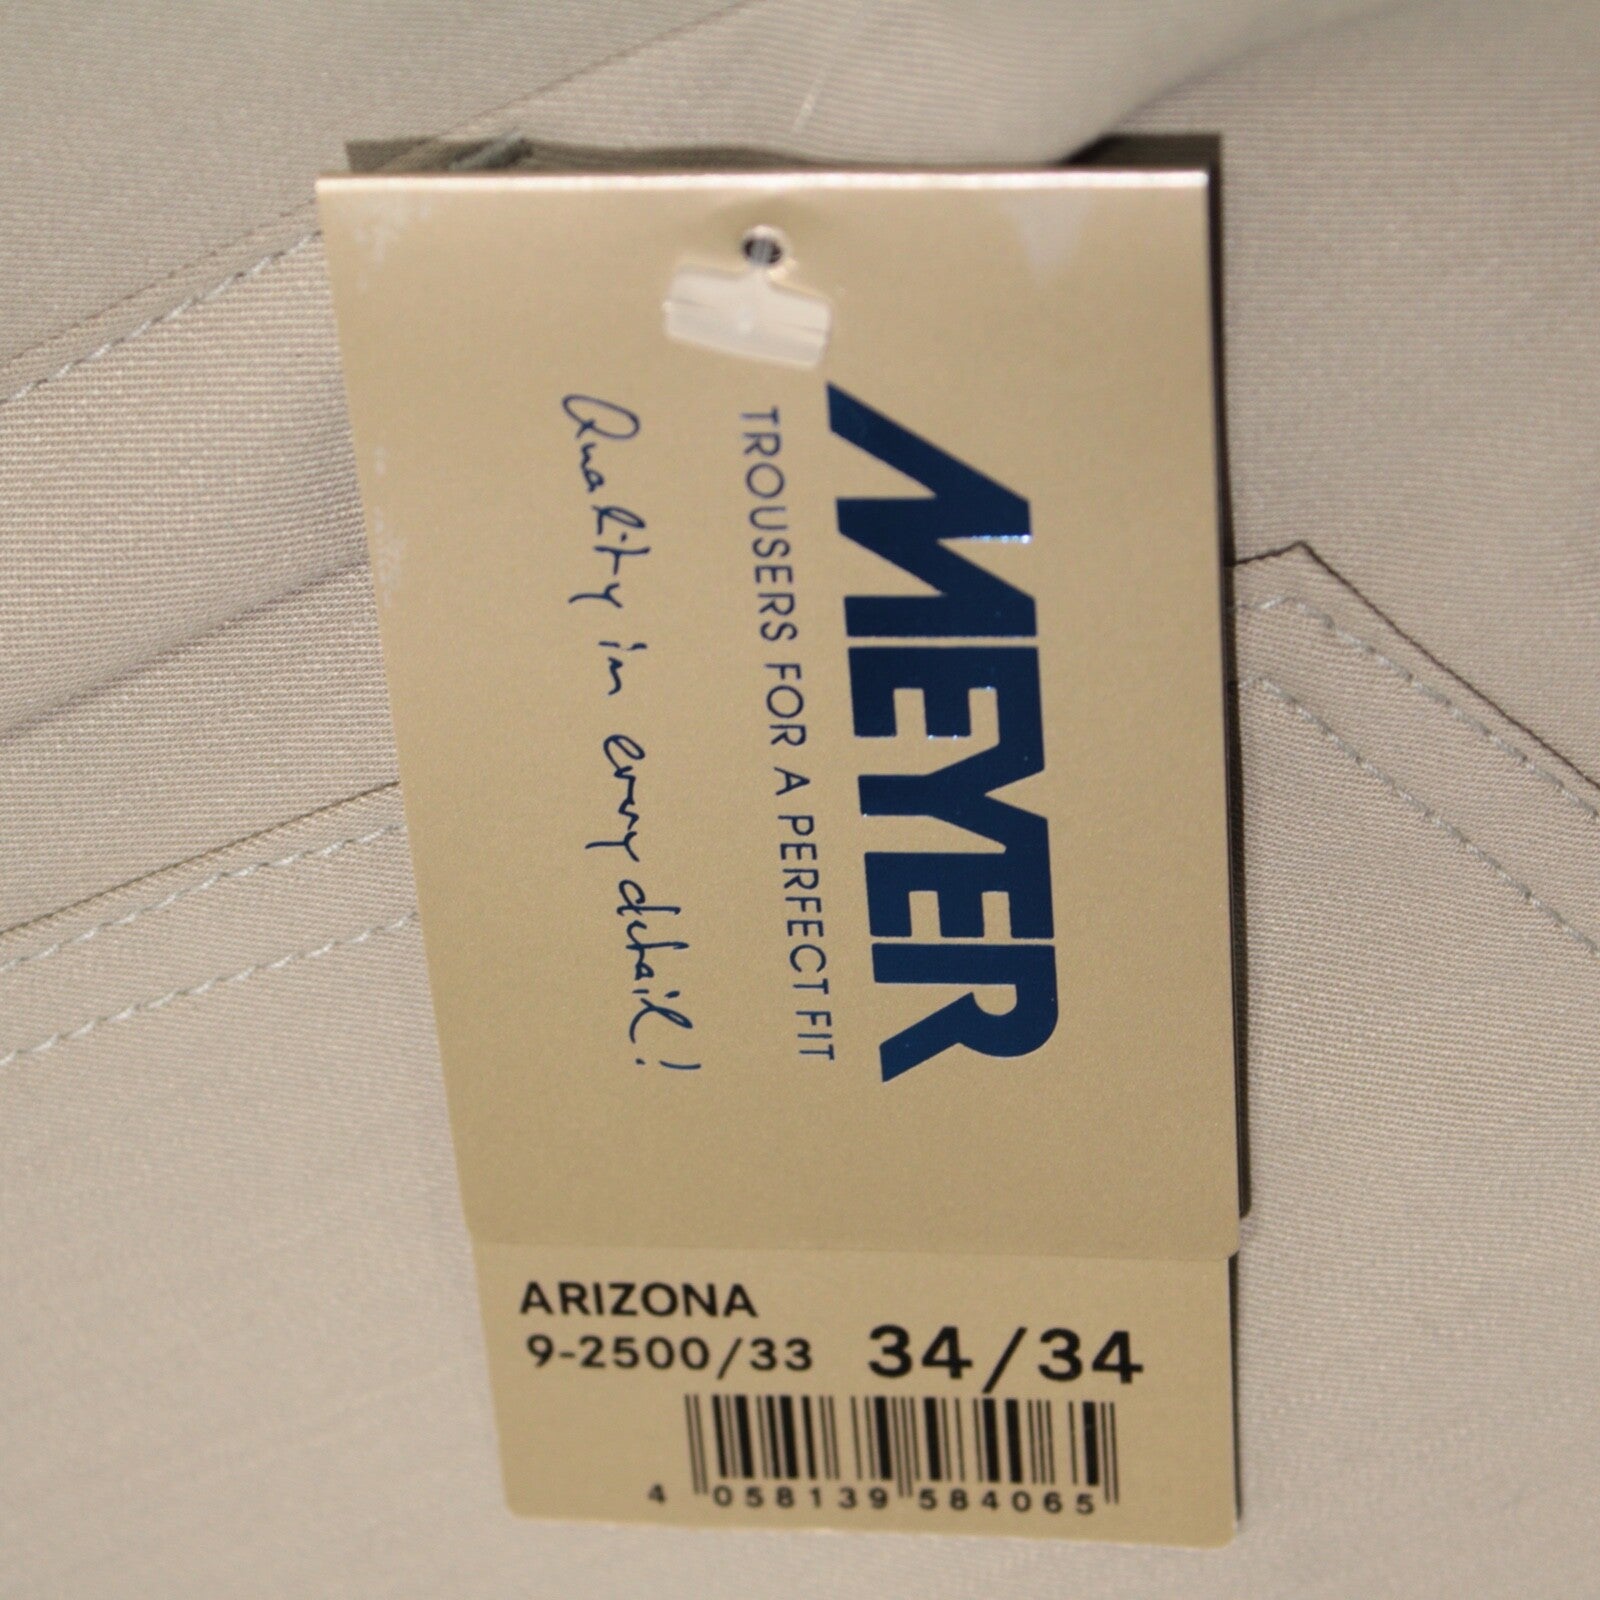 MEYER
TROUSERS FOR A PERFECT FIT
Quality in every detail!
ARIZONA
9-2500/33 34/34
4 058139 584065